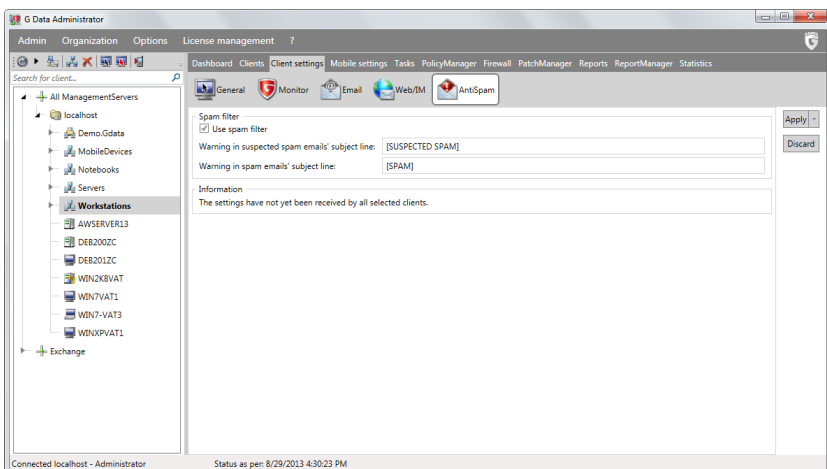 G Data Administrator
Admin Organization Options License management ?
Search for client...
All ManagementServers
localhost
Demo.Gdata
MobileDevices
Notebooks
Servers
Workstations
AWSERVER13
DEB200ZC
DEB201ZC
WIN2K8VAT
WIN7VAT1
WIN7-VAT3
WINXPVAT1
Exchange
Dashboard Clients Client settings Mobile settings Tasks PolicyManager Firewall PatchManager Reports ReportManager Statistics
General Monitor Email Web/IM AntiSpam
Spam filter
Use spam filter
Warning in suspected spam emails' subject line: [SUSPECTED SPAM]
Warning in spam emails' subject line: [SPAM]
Information
The settings have not yet been received by all selected clients.
Apply
Discard
Connected localhost - Administrator Status as per: 8/29/2013 4:30:23 PM